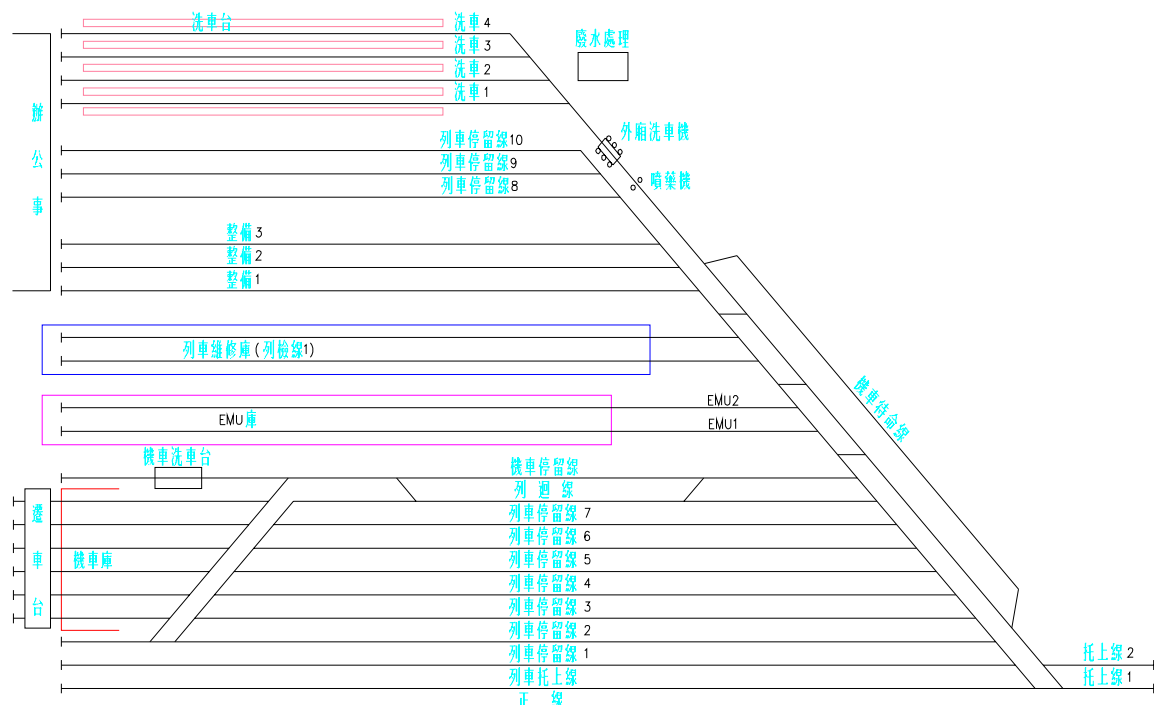 洗車台
洗車 4
洗車 3
洗車 2
洗車 1
廢水處理
辦公事
外廂洗車機
噴藥機
列車停留線10
列車停留線9
列車停留線8
整備 3
整備 2
整備 1
列車維修庫 ( 列檢線1)
機車待命線
EMU2
EMU庫
EMU1
機車洗車台
機車停留線
列 迴 線
列車停留線 7
列車停留線 6
列車停留線 5
列車停留線 4
列車停留線 3
列車停留線 2
列車停留線 1
列車托上線
正 線
遷車台
機車庫
托上線 2
托上線 1